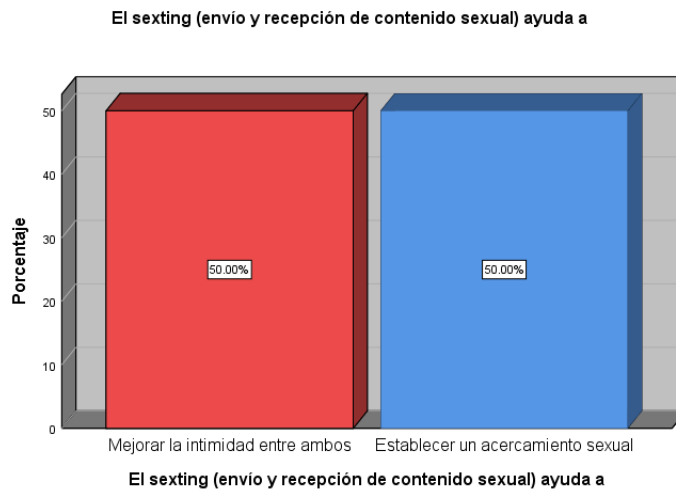 El sexting (envío y recepción de contenido sexual) ayuda a
50
40
30
20
10
0
Porcentaje
50.00%
50.00%
Mejorar la intimidad entre ambos
Establecer un acercamiento sexual
El sexting (envío y recepción de contenido sexual) ayuda a